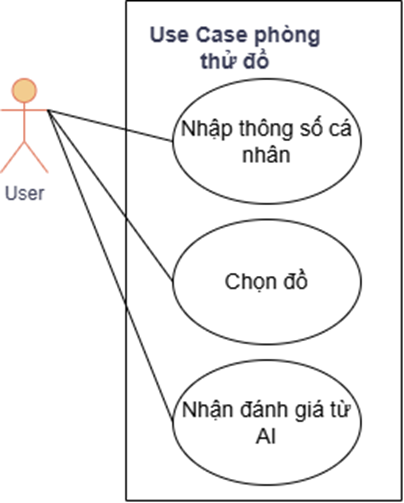 Use Case phòng
thử đồ
Nhập thông số cá
nhân
User
Chọn đồ
Nhận đánh giá từ
AI